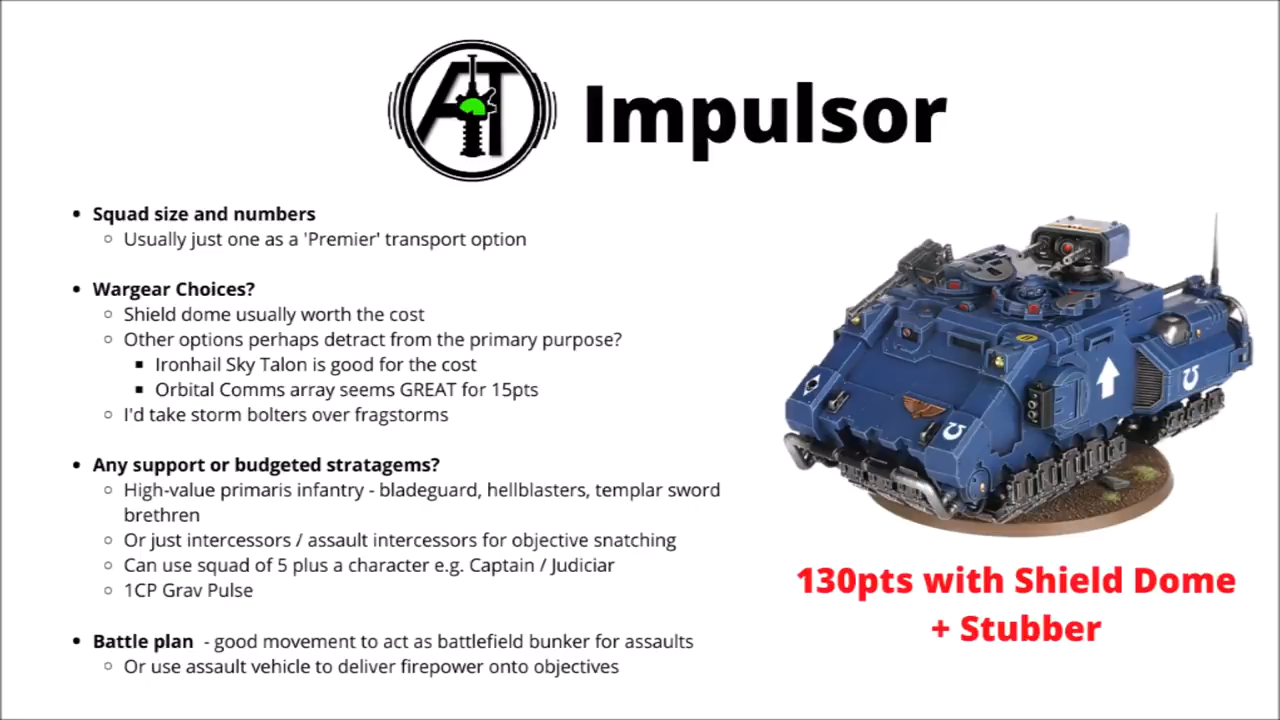 AT
Impulsor
• Squad size and numbers
○ Usually just one as a 'Premier' transport option
• Wargear Choices?
○ Shield dome usually worth the cost
○ Other options perhaps detract from the primary purpose?
▪ Ironhail Sky Talon is good for the cost
▪ Orbital Comms array seems GREAT for 15pts
○ I'd take storm bolters over fragstorms
• Any support or budgeted stratagems?
○ High-value primaris infantry - bladeguard, hellblasters, templar sword
brethren
○ Or just intercessors / assault intercessors for objective snatching
○ Can use squad of 5 plus a character e.g. Captain / Judiciar
○ 1CP Grav Pulse
• Battle plan - good movement to act as battlefield bunker for assaults
○ Or use assault vehicle to deliver firepower onto objectives
130pts with Shield Dome
+ Stubber